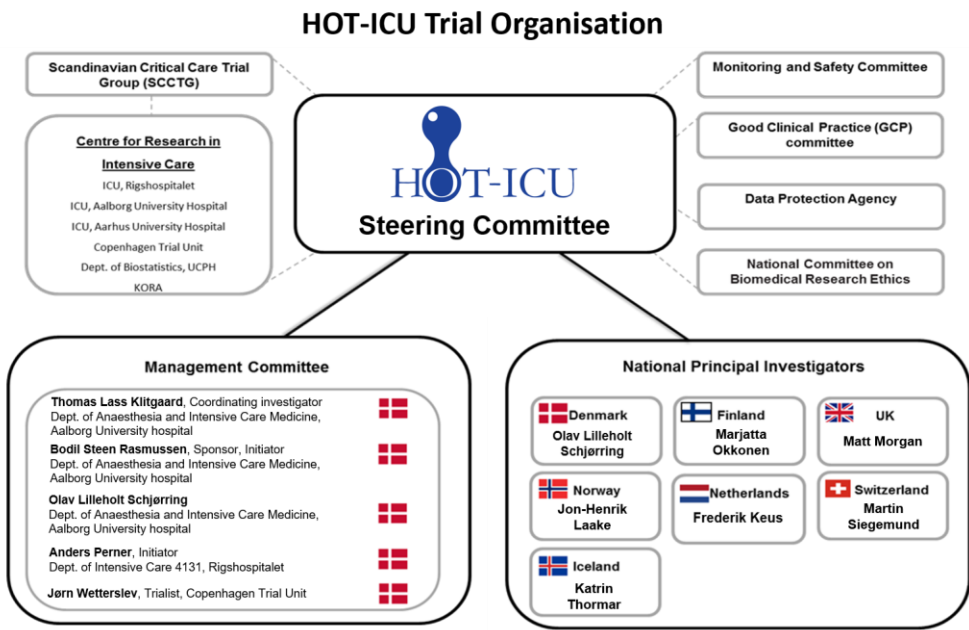 HOT-ICU Trial Organisation
Scandinavian Critical Care Trial
Group (SCCTG)
Centre for Research in
Intensive Care
ICU, Rigshospitalet
ICU, Aalborg University Hospital
ICU, Aarhus University Hospital
Copenhagen Trial Unit
Dept. of Biostatistics, UCPH
KORA
HOT-ICU
Steering Committee
Monitoring and Safety Committee
Good Clinical Practice (GCP)
committee
Data Protection Agency
National Committee on
Biomedical Research Ethics
Management Committee
Thomas Lass Klitgaard, Coordinating investigator
Dept. of Anaesthesia and Intensive Care Medicine,
Aalborg University hospital
Bodil Steen Rasmussen, Sponsor, Initiator
Dept. of Anaesthesia and Intensive Care Medicine,
Aalborg University hospital
Olav Lilleholt Schjørring
Dept. of Anaesthesia and Intensive Care Medicine,
Aalborg University hospital
Anders Perner, Initiator
Dept. of Intensive Care 4131, Rigshospitalet
Jørn Wetterslev, Trialist, Copenhagen Trial Unit
National Principal Investigators
Denmark
Olav Lilleholt
Schjørring
Finland
Marjatta
Okkonen
UK
Matt Morgan
Norway
Jon-Henrik
Laake
Netherlands
Frederik Keus
Switzerland
Martin
Siegemund
Iceland
Katrin
Thormar